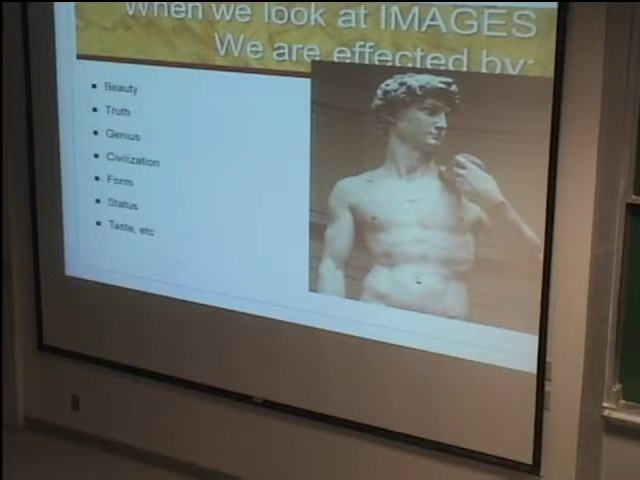 When we look at IMAGES
We are effected by:
Beauty
Truth
Genius
Civilization
Form
Status
Taste, etc